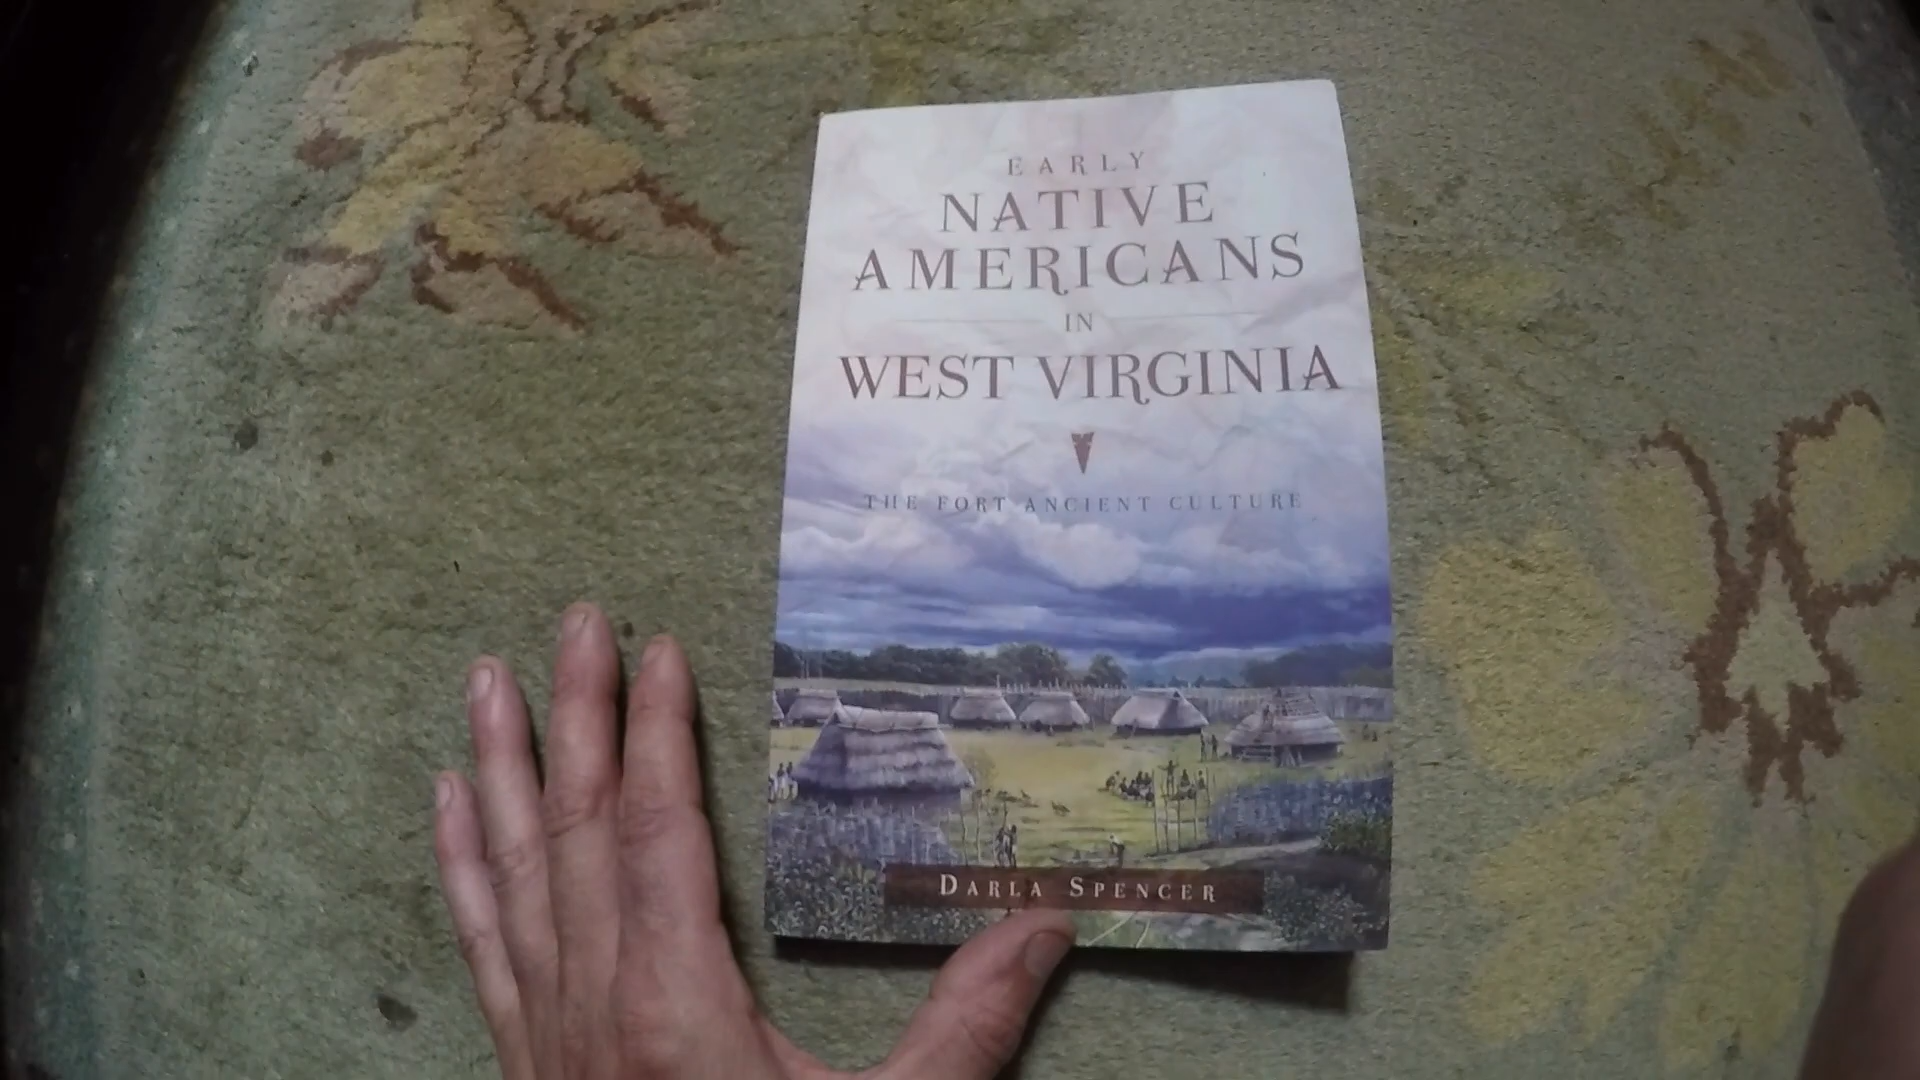 EARLY
NATIVE
AMERICANS
IN
WEST VIRGINIA
THE FORT ANCIENT CULTURE
DARLA SPENCER